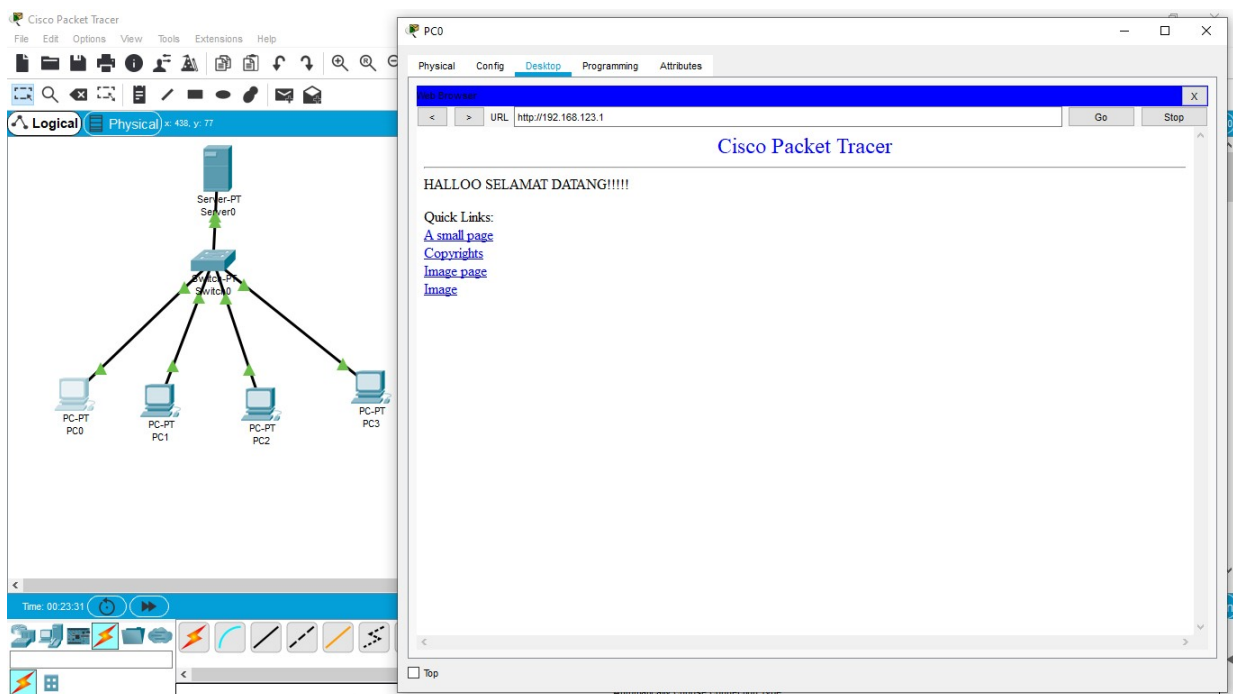 Cisco Packet Tracer
File Edit Options View Tools Extensions Help
Logical Physical x: 438, y: 77
Server-PT
Server0
Switch-PT
Switch0
PC-PT
PC0
PC-PT
PC1
PC-PT
PC2
PC-PT
PC3
Time: 00:23:31
PC0
Physical Config Desktop Programming Attributes
Web Browser
X
< > URL http://192.168.123.1 Go Stop
Cisco Packet Tracer
HALLOO SELAMAT DATANG!!!!!
Quick Links:
A small page
Copyrights
Image page
Image
Top